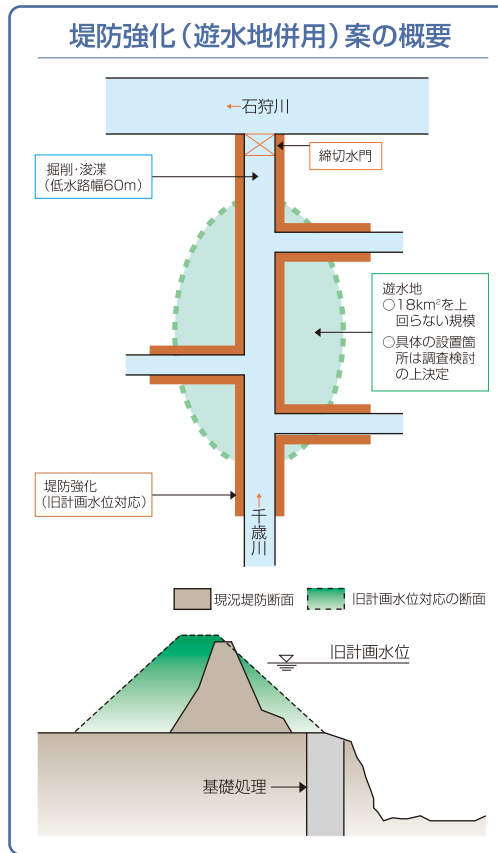 堤防強化(遊水地併用)案の概要
←石狩川
締切水門
掘削・浚渫
(低水路幅60m)
遊水地
○18km²を上
回らない規模
○具体の設置箇
所は調査検討
の上決定
堤防強化
(旧計画水位対応)
↑千歳川
現況堤防断面
旧計画水位対応の断面
旧計画水位
基礎処理